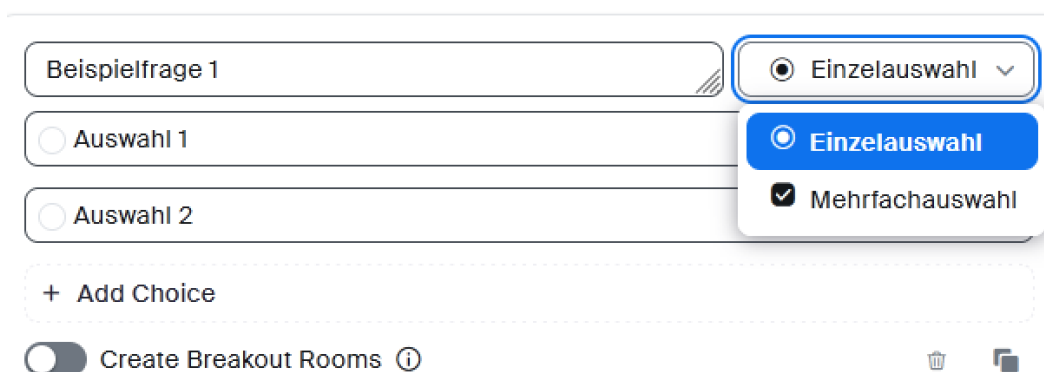 Beispielfrage 1
Einzelauswahl
Auswahl 1
Einzelauswahl
Mehrfachauswahl
Auswahl 2
+ Add Choice
Create Breakout Rooms